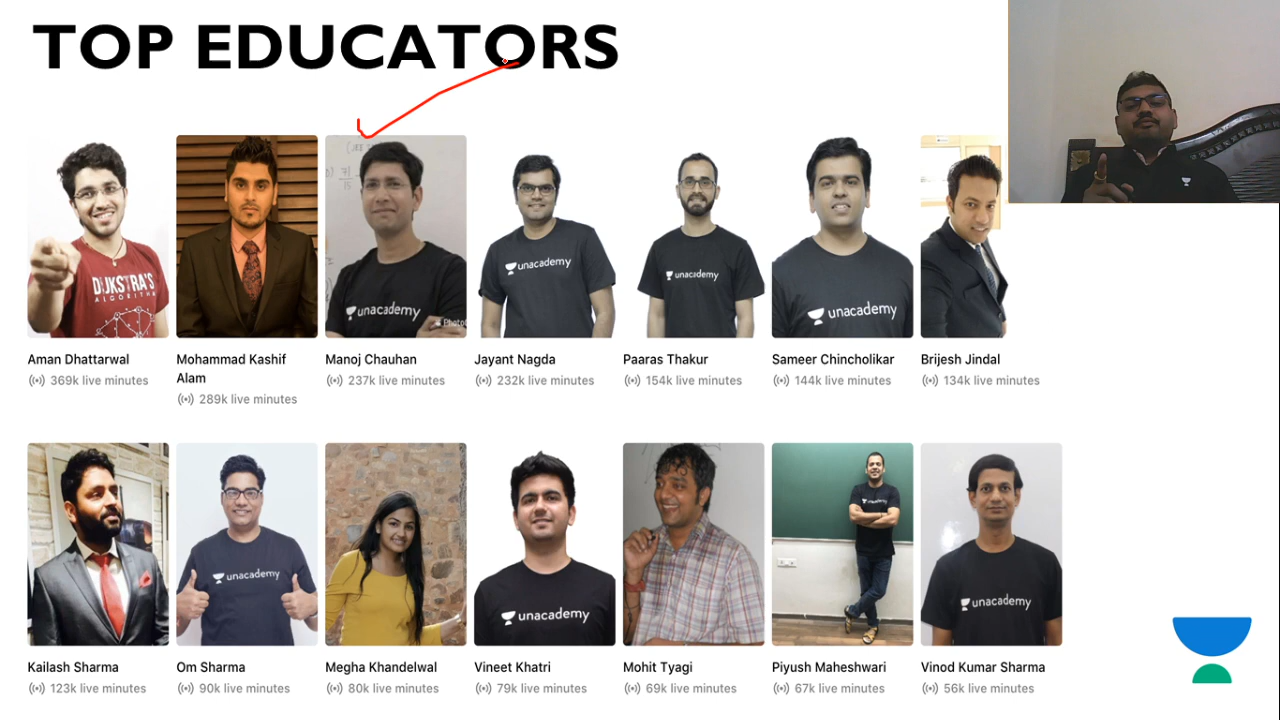 TOP EDUCATORS
DIJKSTRA'S
ALGORITHM
unacademy
unacademy
unacademy
unacademy
Aman Dhattarwal
369k live minutes
Mohammad Kashif
Alam
289k live minutes
Manoj Chauhan
237k live minutes
Jayant Nagda
232k live minutes
Paaras Thakur
154k live minutes
Sameer Chincholikar
144k live minutes
Brijesh Jindal
134k live minutes
unacademy
unacademy
unacademy
Kailash Sharma
123k live minutes
Om Sharma
90k live minutes
Megha Khandelwal
80k live minutes
Vineet Khatri
79k live minutes
Mohit Tyagi
69k live minutes
Piyush Maheshwari
67k live minutes
Vinod Kumar Sharma
56k live minutes